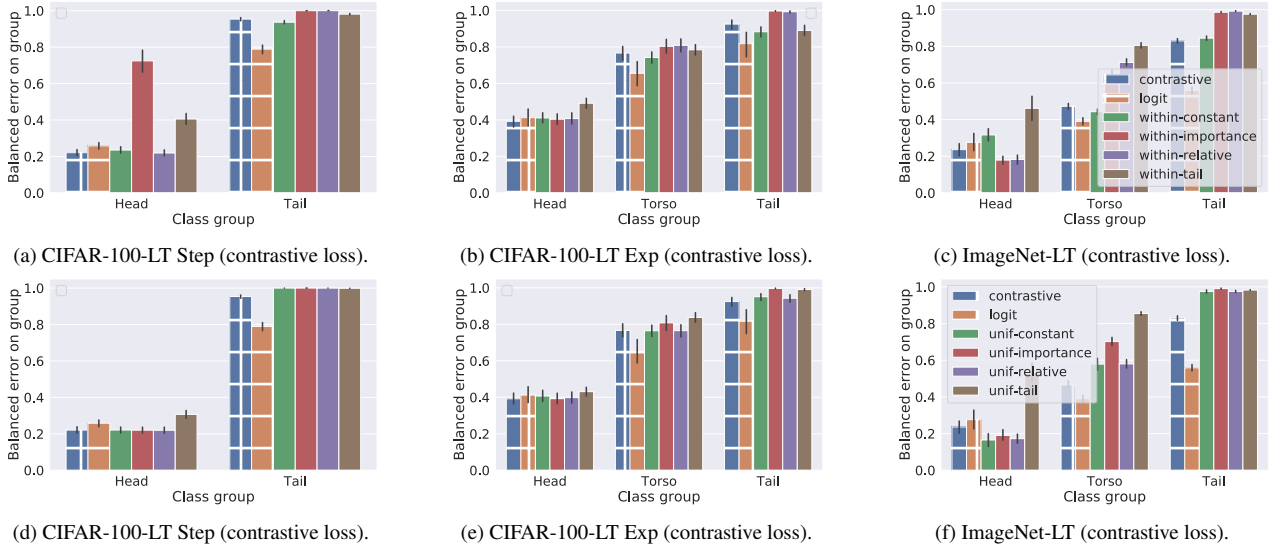 1.0
0.8
0.6
0.4
0.2
0.0
Balanced error on group
Head
Tail
Class group
(a) CIFAR-100-LT Step (contrastive loss).
1.0
0.8
0.6
0.4
0.2
0.0
Balanced error on group
Head
Torso
Tail
Class group
(b) CIFAR-100-LT Exp (contrastive loss).
1.0
0.8
0.6
0.4
0.2
0.0
Balanced error on group
contrastive
logit
within-constant
within-importance
within-relative
within-tail
Head
Torso
Tail
Class group
(c) ImageNet-LT (contrastive loss).
1.0
0.8
0.6
0.4
0.2
0.0
Balanced error on group
Head
Tail
Class group
(d) CIFAR-100-LT Step (contrastive loss).
1.0
0.8
0.6
0.4
0.2
0.0
Balanced error on group
Head
Torso
Tail
Class group
(e) CIFAR-100-LT Exp (contrastive loss).
1.0
0.8
0.6
0.4
0.2
0.0
Balanced error on group
contrastive
logit
unif-constant
unif-importance
unif-relative
unif-tail
Head
Torso
Tail
Class group
(f) ImageNet-LT (contrastive loss).